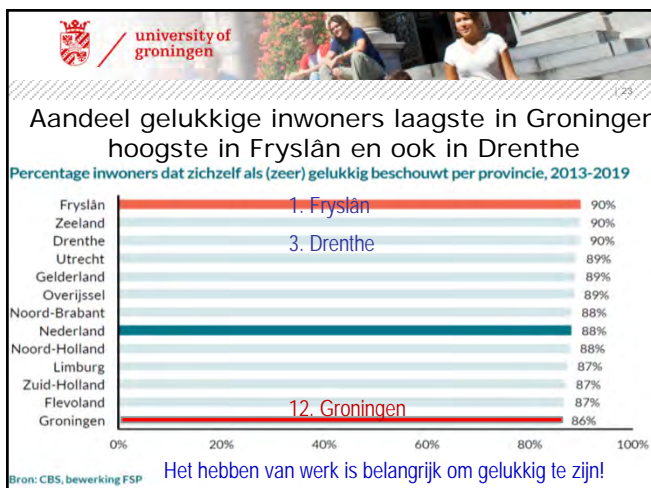 university of
groningen
| 23
Aandeel gelukkige inwoners laagste in Groningen
hoogste in Fryslân en ook in Drenthe
Percentage inwoners dat zichzelf als (zeer) gelukkig beschouwt per provincie, 2013-2019
Fryslân 1. Fryslân 90%
Zeeland 90%
Drenthe 3. Drenthe 90%
Utrecht 89%
Gelderland 89%
Overijssel 89%
Noord-Brabant 88%
Nederland 88%
Noord-Holland 88%
Limburg 87%
Zuid-Holland 87%
Flevoland 87%
Groningen 12. Groningen 86%
0% 20% 40% 60% 80% 100%
Bron: CBS, bewerking FSP Het hebben van werk is belangrijk om gelukkig te zijn!